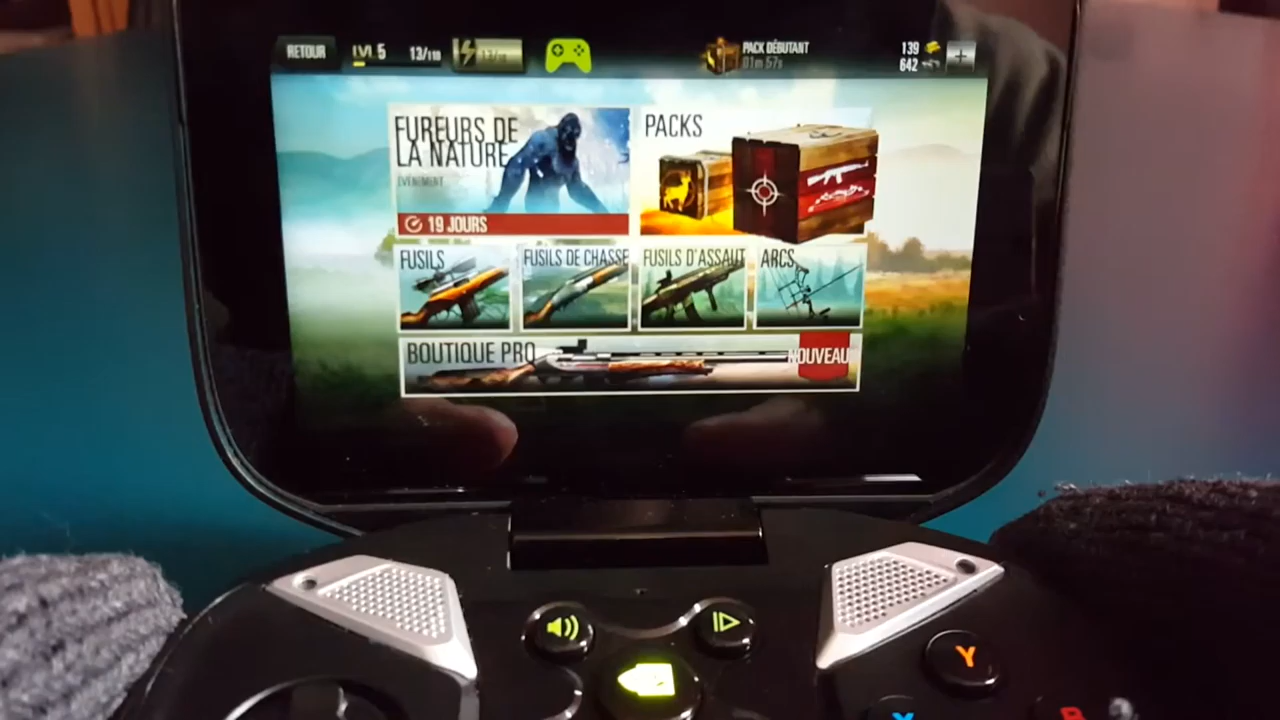 RETOUR
LVL 5
13/110
PACK DÉBUTANT
01m 57s
139
642
FUREURS DE
LA NATURE
ÉVÉNEMENT
19 JOURS
PACKS
FUSILS
FUSILS DE CHASSE
FUSILS D'ASSAUT
ARCS
BOUTIQUE PRO
NOUVEAU
Y
X
B